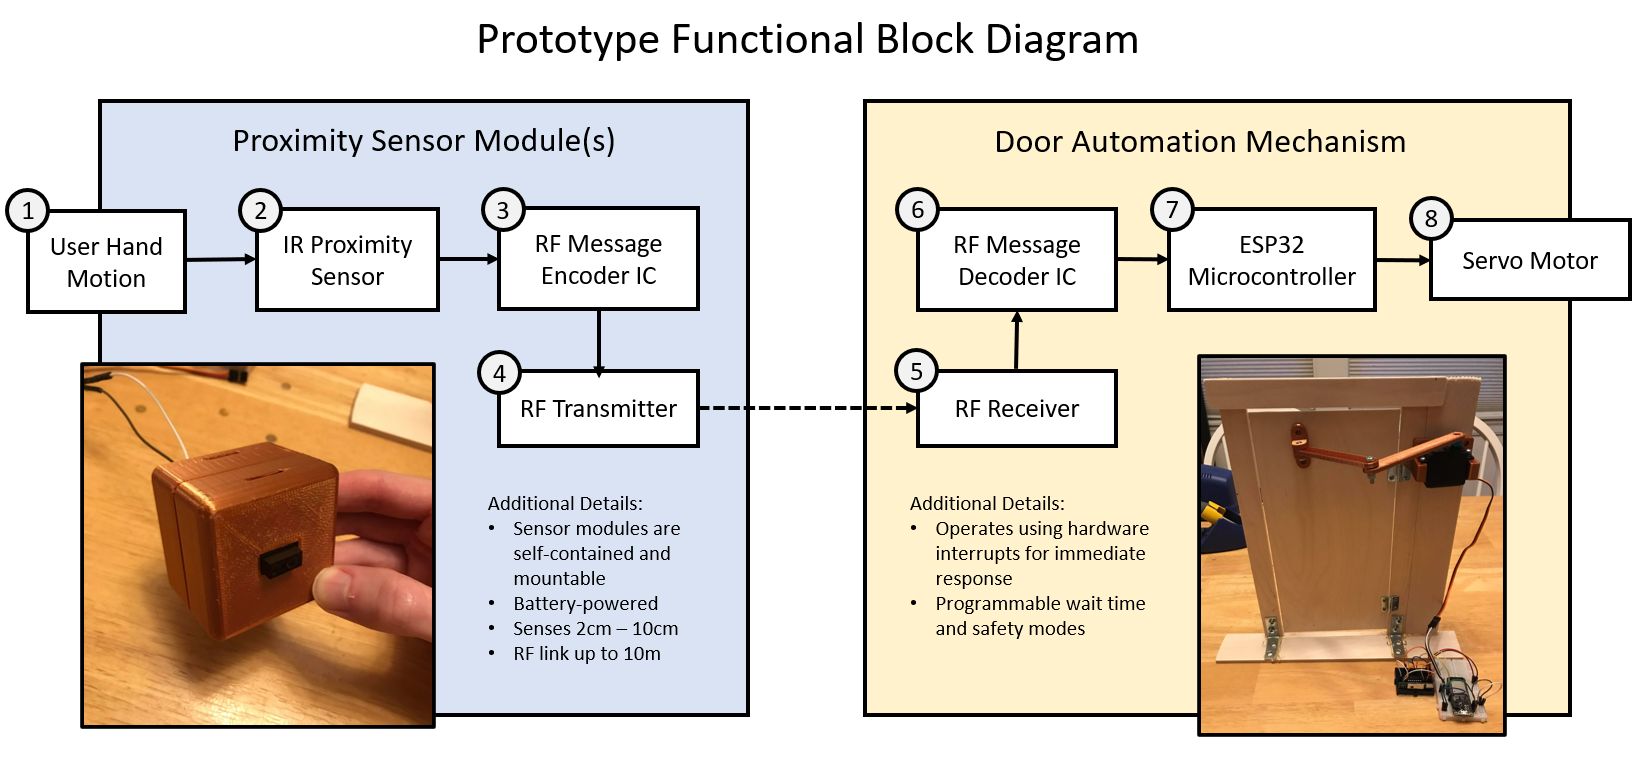 Prototype Functional Block Diagram
Proximity Sensor Module(s)
1
User Hand
Motion
2
IR Proximity
Sensor
3
RF Message
Encoder IC
4
RF Transmitter
Additional Details:
• Sensor modules are
self-contained and
mountable
• Battery-powered
• Senses 2cm – 10cm
• RF link up to 10m
Door Automation Mechanism
5
RF Receiver
6
RF Message
Decoder IC
7
ESP32
Microcontroller
8
Servo Motor
Additional Details:
• Operates using hardware
interrupts for immediate
response
• Programmable wait time
and safety modes